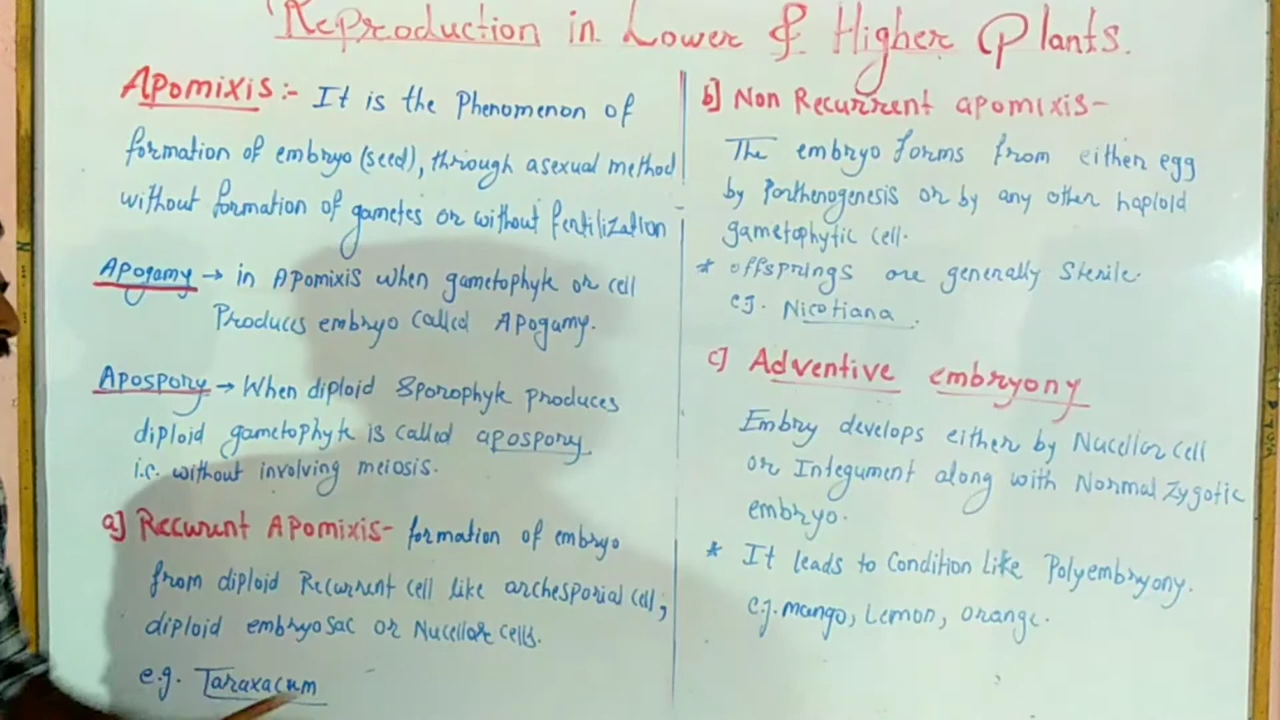 Reproduction in Lower & Higher Plants.
Apomixis:- It is the Phenomenon of
formation of embryo (seed), through asexual method
without formation of gametes or without fertilization
Apogamy → in Apomixis when gametophyte or cell
Produces embryo called Apogamy.
Apospory → When diploid Sporophyte produces
diploid gametophyte is called apospory
i.e. without involving meiosis.
a] Recurrent Apomixis- formation of embryo
from diploid Recurrent cell like archesporial cell,
diploid embryosac or Nucellar cells.
e.g. Taraxacum
b] Non Recurrent apomixis-
The embryo forms from either egg
by Parthenogenesis or by any other haploid
gametophytic cell.
* offsprings are generally Sterile.
e.g. Nicotiana.
c] Adventive embryony
Embry develops either by Nucellar cell
or Integument along with Normal Zygotic
embryo.
* It leads to Condition Like Polyembryony.
e.g. mango, Lemon, orange.